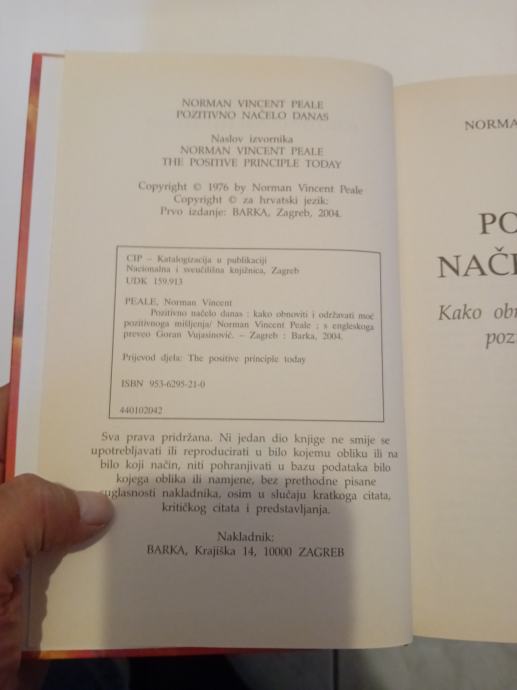 NORMAN VINCENT PEALE
POZITIVNO NAČELO DANAS
Naslov izvornika
NORMAN VINCENT PEALE
THE POSITIVE PRINCIPLE TODAY
Copyright © 1976 by Norman Vincent Peale
Copyright © za hrvatski jezik:
Prvo izdanje: BARKA, Zagreb, 2004.
CIP – Katalogizacija u publikaciji
Nacionalna i sveučilišna knjižnica, Zagreb
UDK 159.913
PEALE, Norman Vincent
Pozitivno načelo danas : kako obnoviti i održavati moć
pozitivnoga mišljenja/ Norman Vincent Peale ; s engleskoga
preveo Goran Vujasinović. – Zagreb : Barka, 2004.
Prijevod djela: The positive principle today
ISBN 953-6295-21-0
440102042
Sva prava pridržana. Ni jedan dio knjige ne smije se
upotrebljavati ili reproducirati u bilo kojemu obliku ili na
bilo koji način, niti pohranjivati u bazu podataka bilo
kojega oblika ili namjene, bez prethodne pisane
suglasnosti nakladnika, osim u slučaju kratkoga citata,
kritičkog citata i predstavljanja.
Nakladnik:
BARKA, Krajiška 14, 10000 ZAGREB
NORMA
PO
NAČE
Kako obn
poz